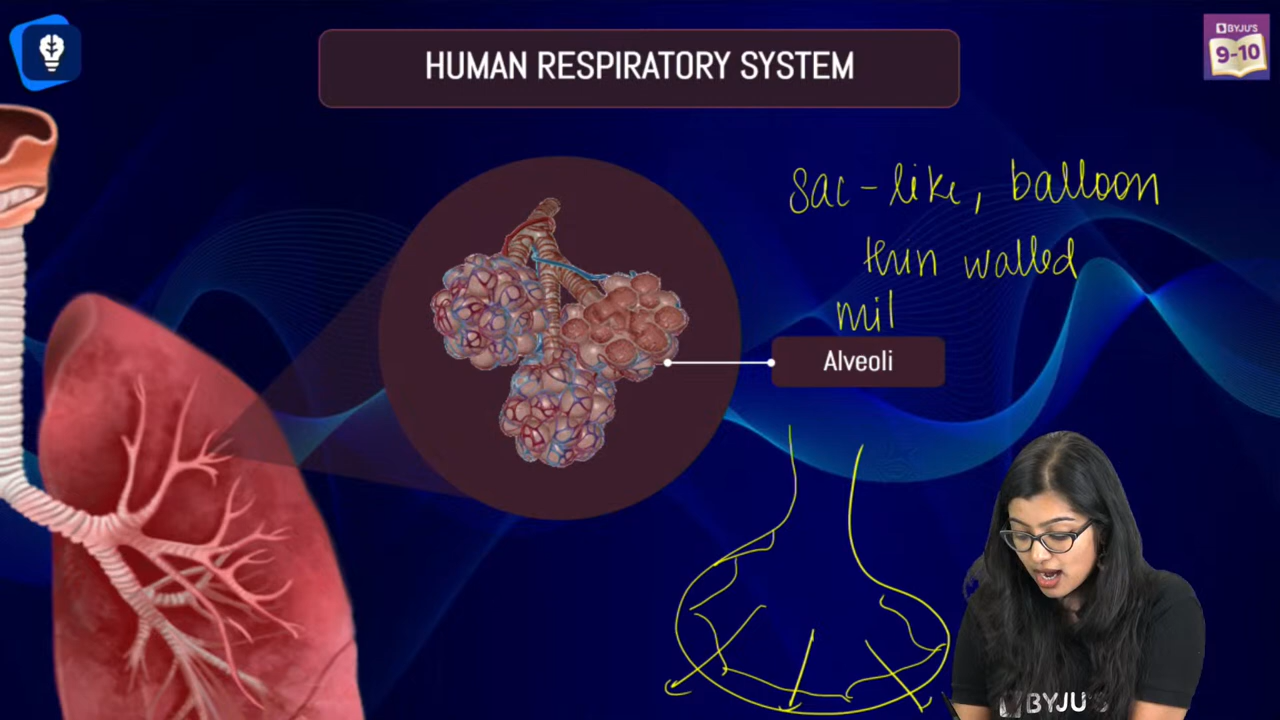 HUMAN RESPIRATORY SYSTEM
BYJU'S
9-10
sac-like, balloon
thin walled
mil
Alveoli
BYJU'S